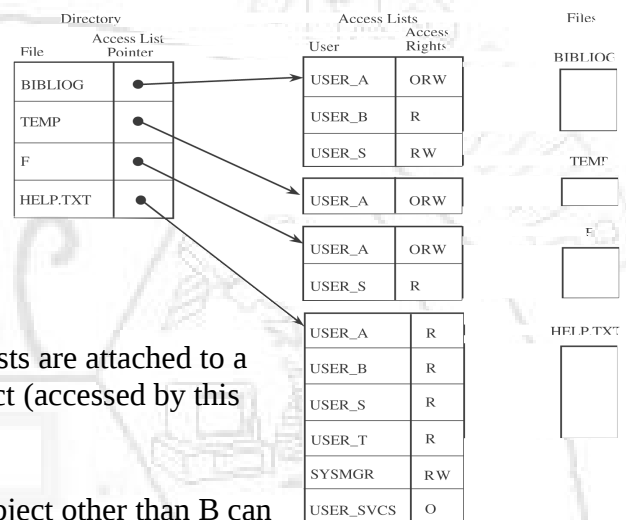 Directory
File Access List Pointer
BIBLIOG
TEMP
F
HELP.TXT
Access Lists
User Access Rights
USER_A ORW
USER_B R
USER_S RW
USER_A ORW
USER_A ORW
USER_S R
USER_A R
USER_B R
USER_S R
USER_T R
SYSMGR RW
USER_SVCS O
Files
BIBLIOG
TEMP
F
HELP.TXT
sts are attached to a
ct (accessed by this
bject other than B can